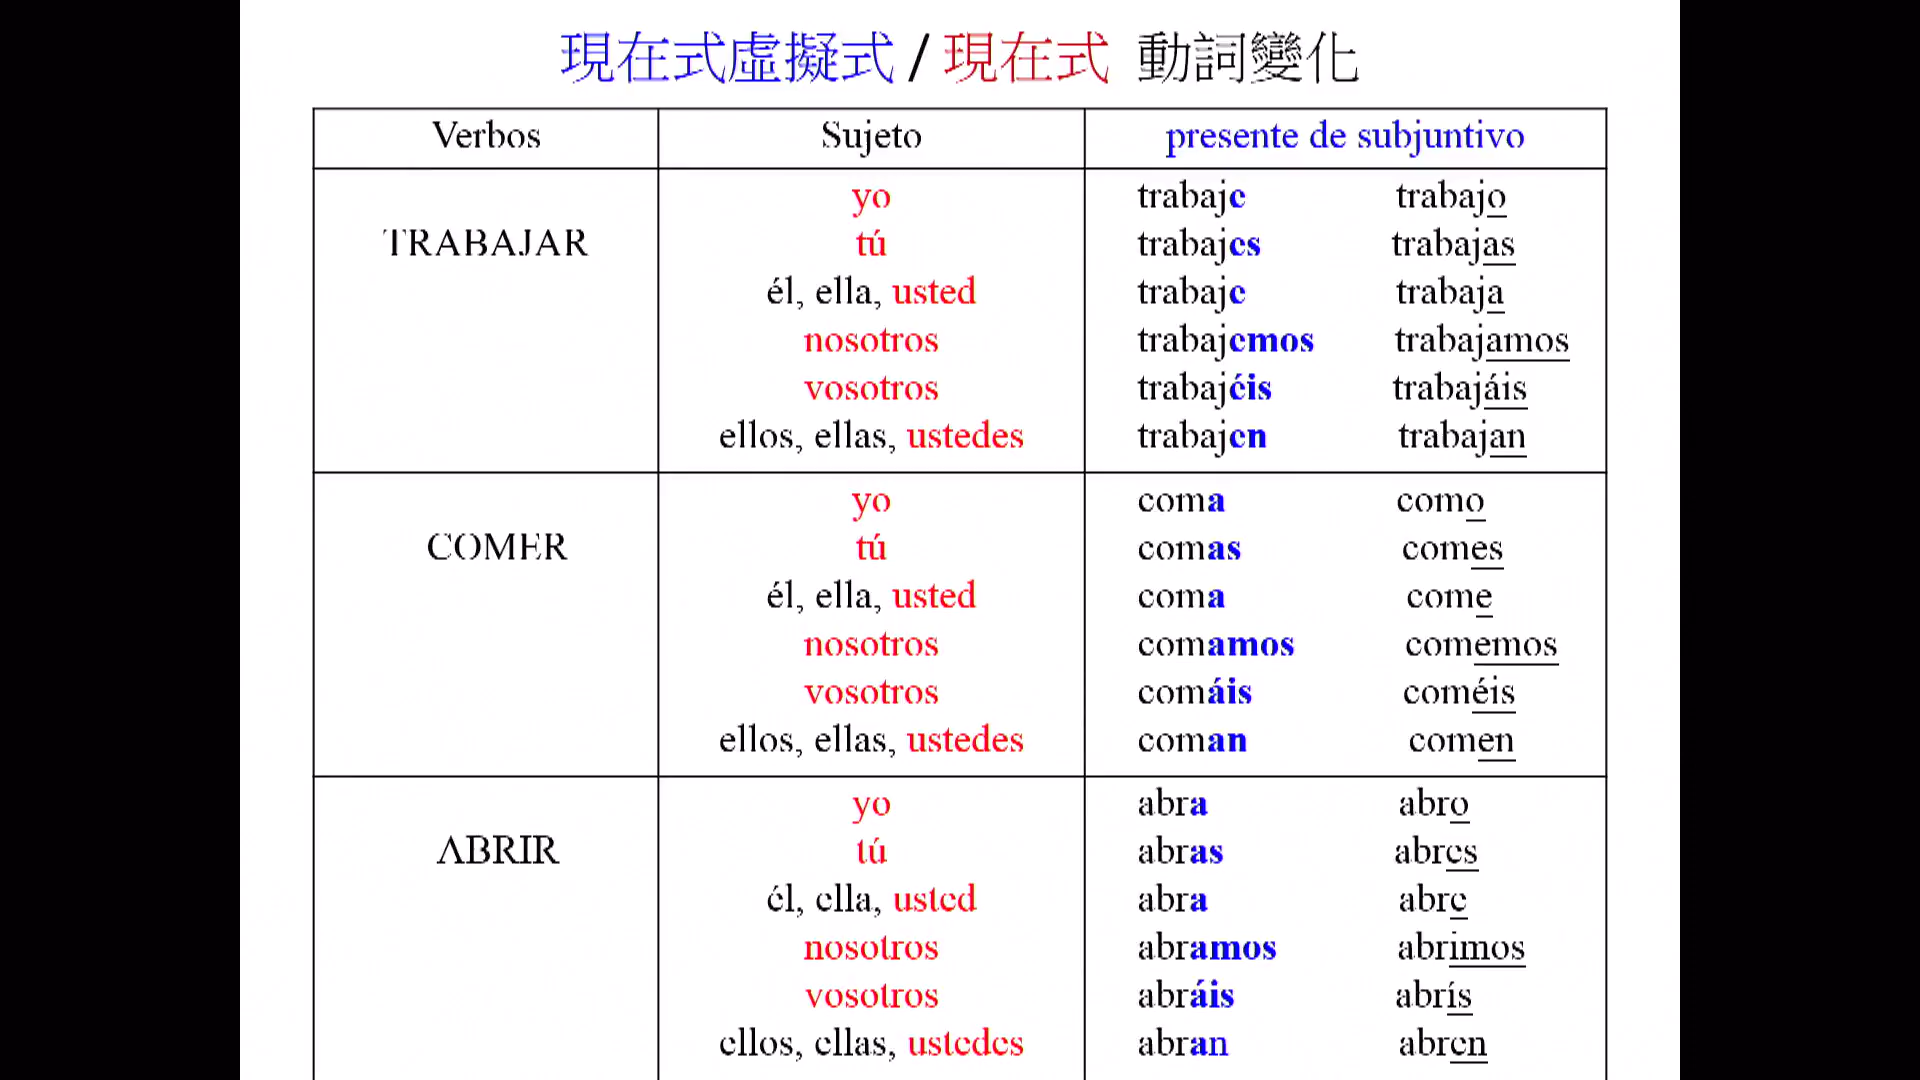 現在式虛擬式 / 現在式 動詞變化
Verbos Sujeto presente de subjuntivo
yo trabaje trabajo
TRABAJAR tú trabajes trabajas
él, ella, usted trabaje trabaja
nosotros trabajemos trabajamos
vosotros trabajéis trabajáis
ellos, ellas, ustedes trabajen trabajan
yo coma como
COMER tú comas comes
él, ella, usted coma come
nosotros comamos comemos
vosotros comáis coméis
ellos, ellas, ustedes coman comen
yo abra abro
ABRIR tú abras abres
él, ella, usted abra abre
nosotros abramos abrimos
vosotros abráis abrís
ellos, ellas, ustedes abran abren